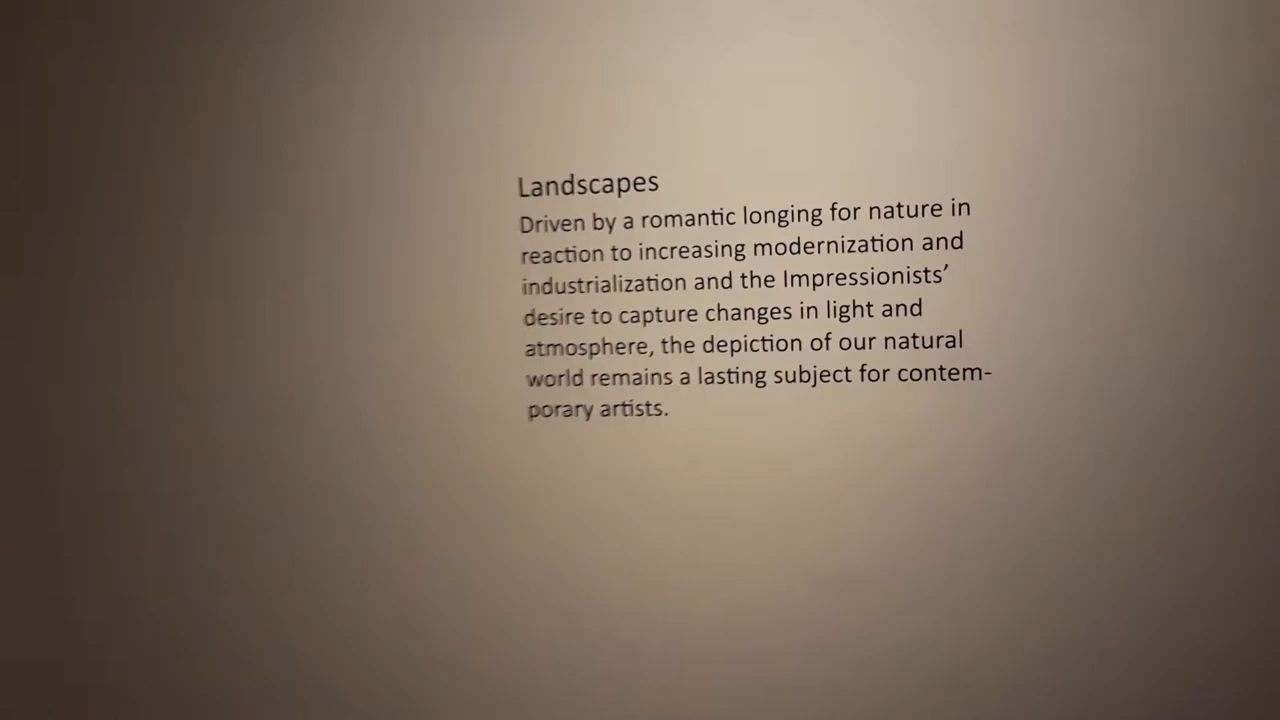 Landscapes
Driven by a romantic longing for nature in
reaction to increasing modernization and
industrialization and the Impressionists’
desire to capture changes in light and
atmosphere, the depiction of our natural
world remains a lasting subject for contem-
porary artists.